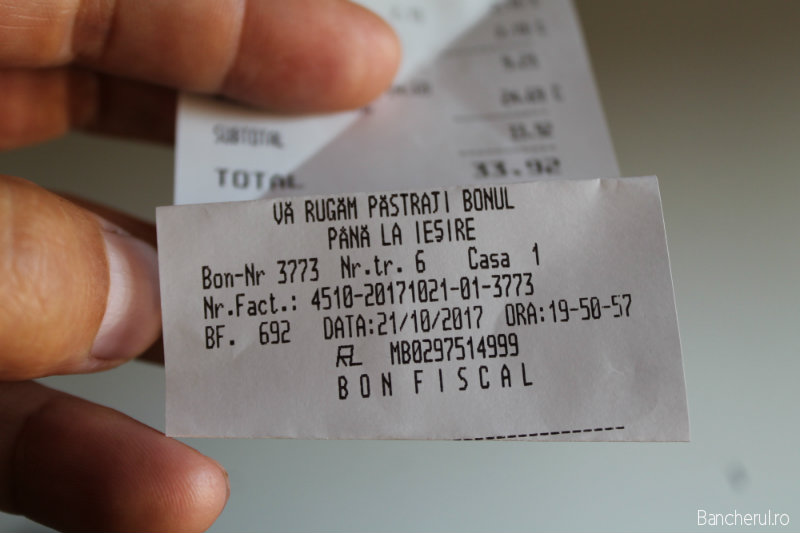 SUBTOTAL
TOTAL 33.92
VĂ RUGĂM PĂSTRAȚI BONUL
PÂNĂ LA IEȘIRE
Bon-Nr 3773 Nr.tr. 6 Casa 1
Nr.Fact.: 4510-20171021-01-3773
BF. 692 DATA:21/10/2017 ORA:19-50-57
MB0297514999
BON FISCAL
Bancherul.ro